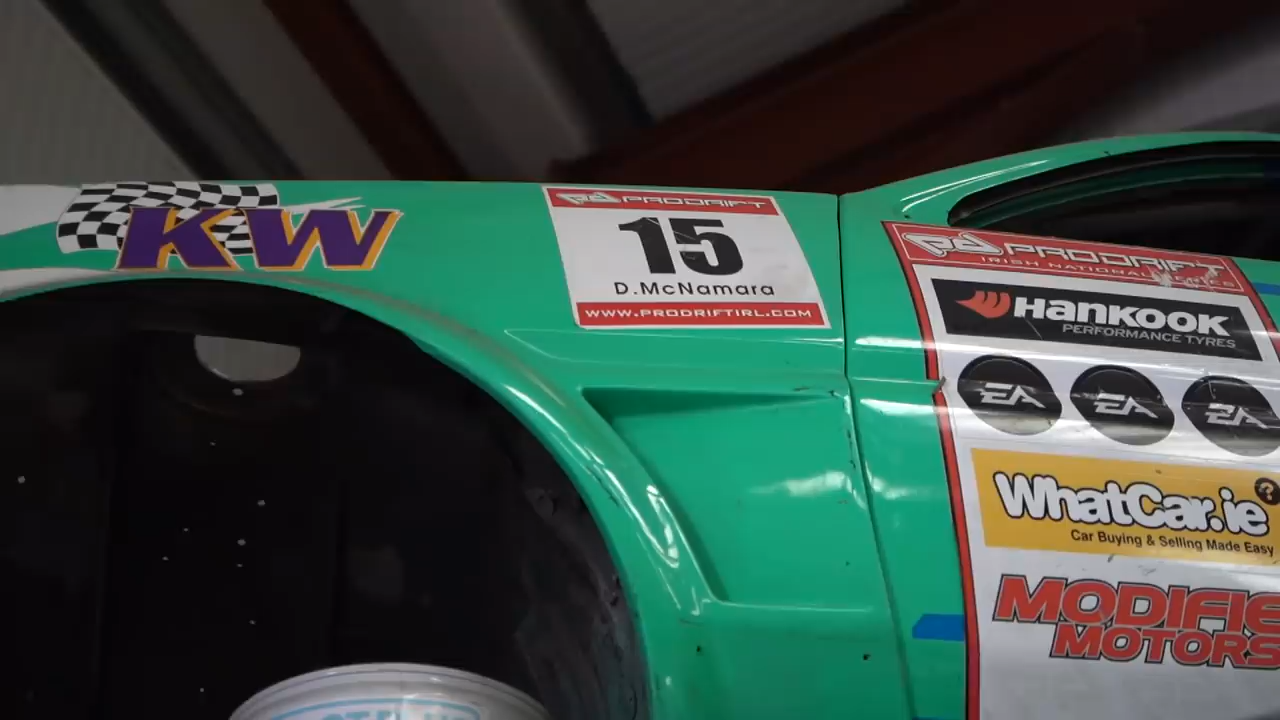 KW
PRODRIFT
15
D.McNamara
WWW.PRODRIFTIRL.COM
PRODRIFT
IRISH NATIONAL SERIES
HANKOOK
PERFORMANCE TYRES
EA EA EA
WhatCar.ie
Car Buying & Selling Made Easy
MODIFIE
MOTORS